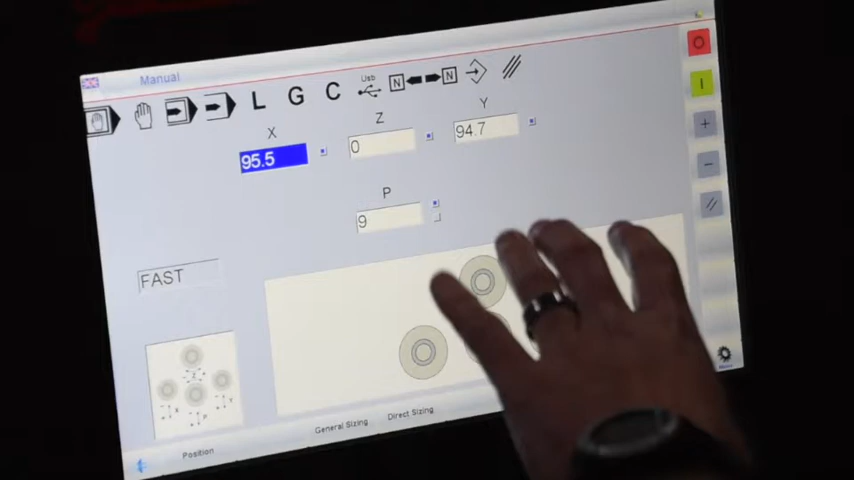 Manual
L G C
Usb
N
N
X Z Y
95.5 0 94.7
P
9
FAST
Position General Sizing Direct Sizing